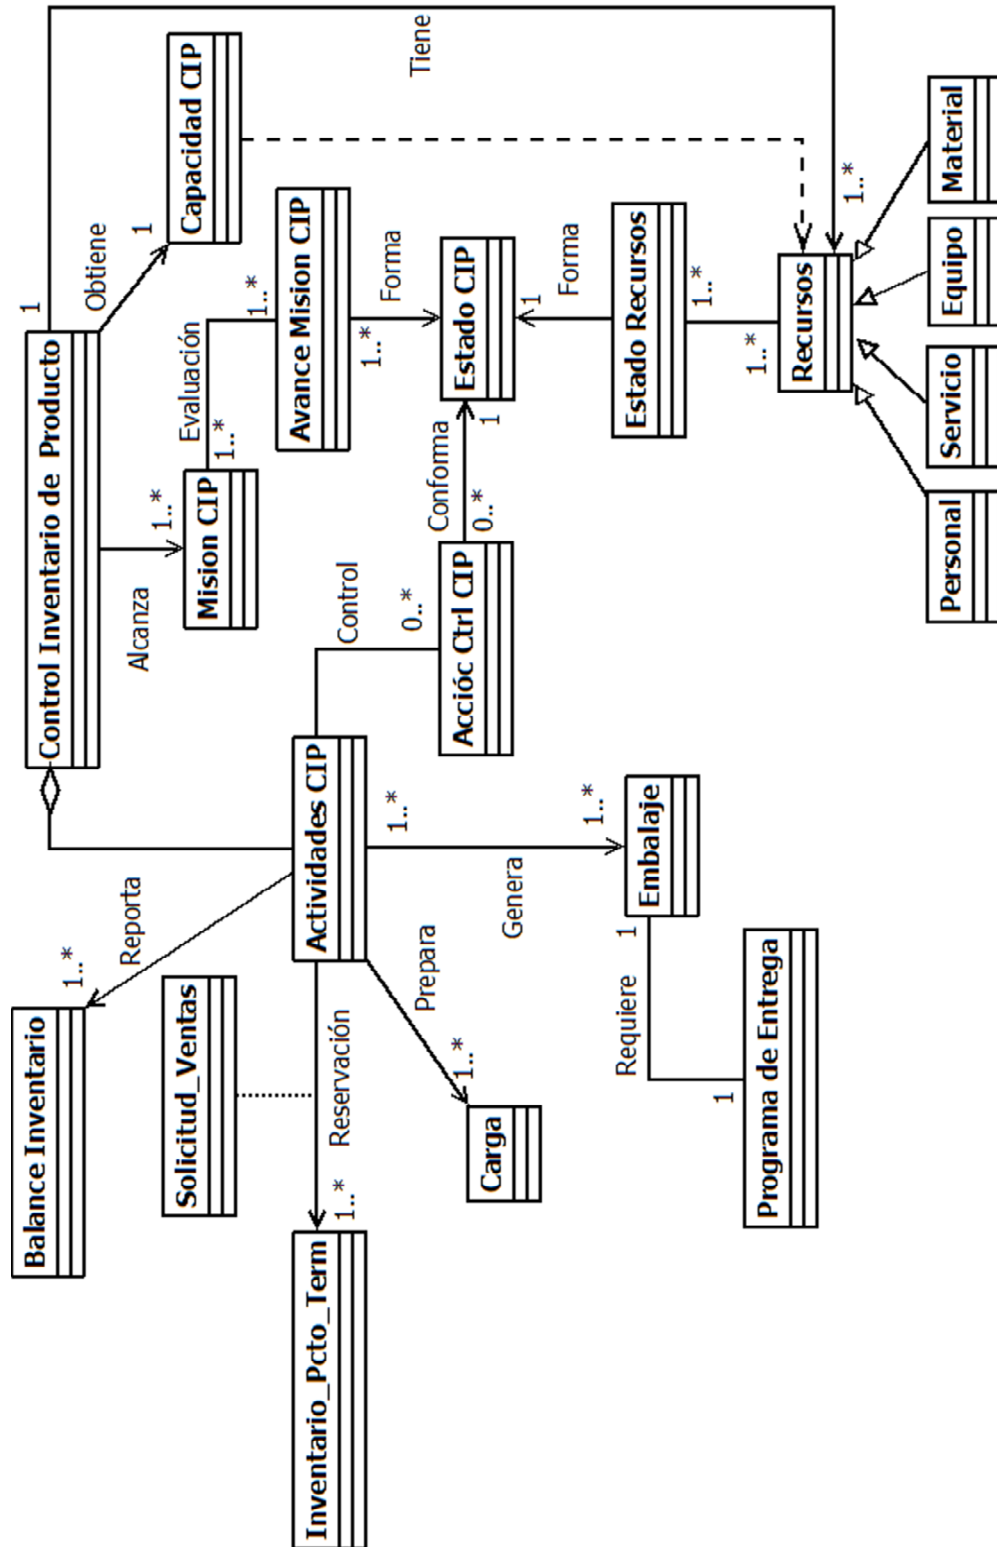 Balance Inventario
Control Inventario de Producto
1
1..*
Obtiene
Reporta
Alcanza
1
1..*
Solicitud_Ventas
Evaluación
Capacidad CIP
Mision CIP
1..*
1..*
Avance Mision CIP
Inventario_Pcto_Term
Actividades CIP
1..*
Reservación
Control
1..*
Forma
1..*
0..*
Tiene
Prepara
Conforma
Accióc Ctrl CIP
Estado CIP
1..*
0..*
1
Carga
Genera
1
Forma
1..*
1..*
Requiere
1
Embalaje
Estado Recursos
1..*
1
1..*
Programa de Entrega
Recursos
1..*
Personal
Servicio
Equipo
Material